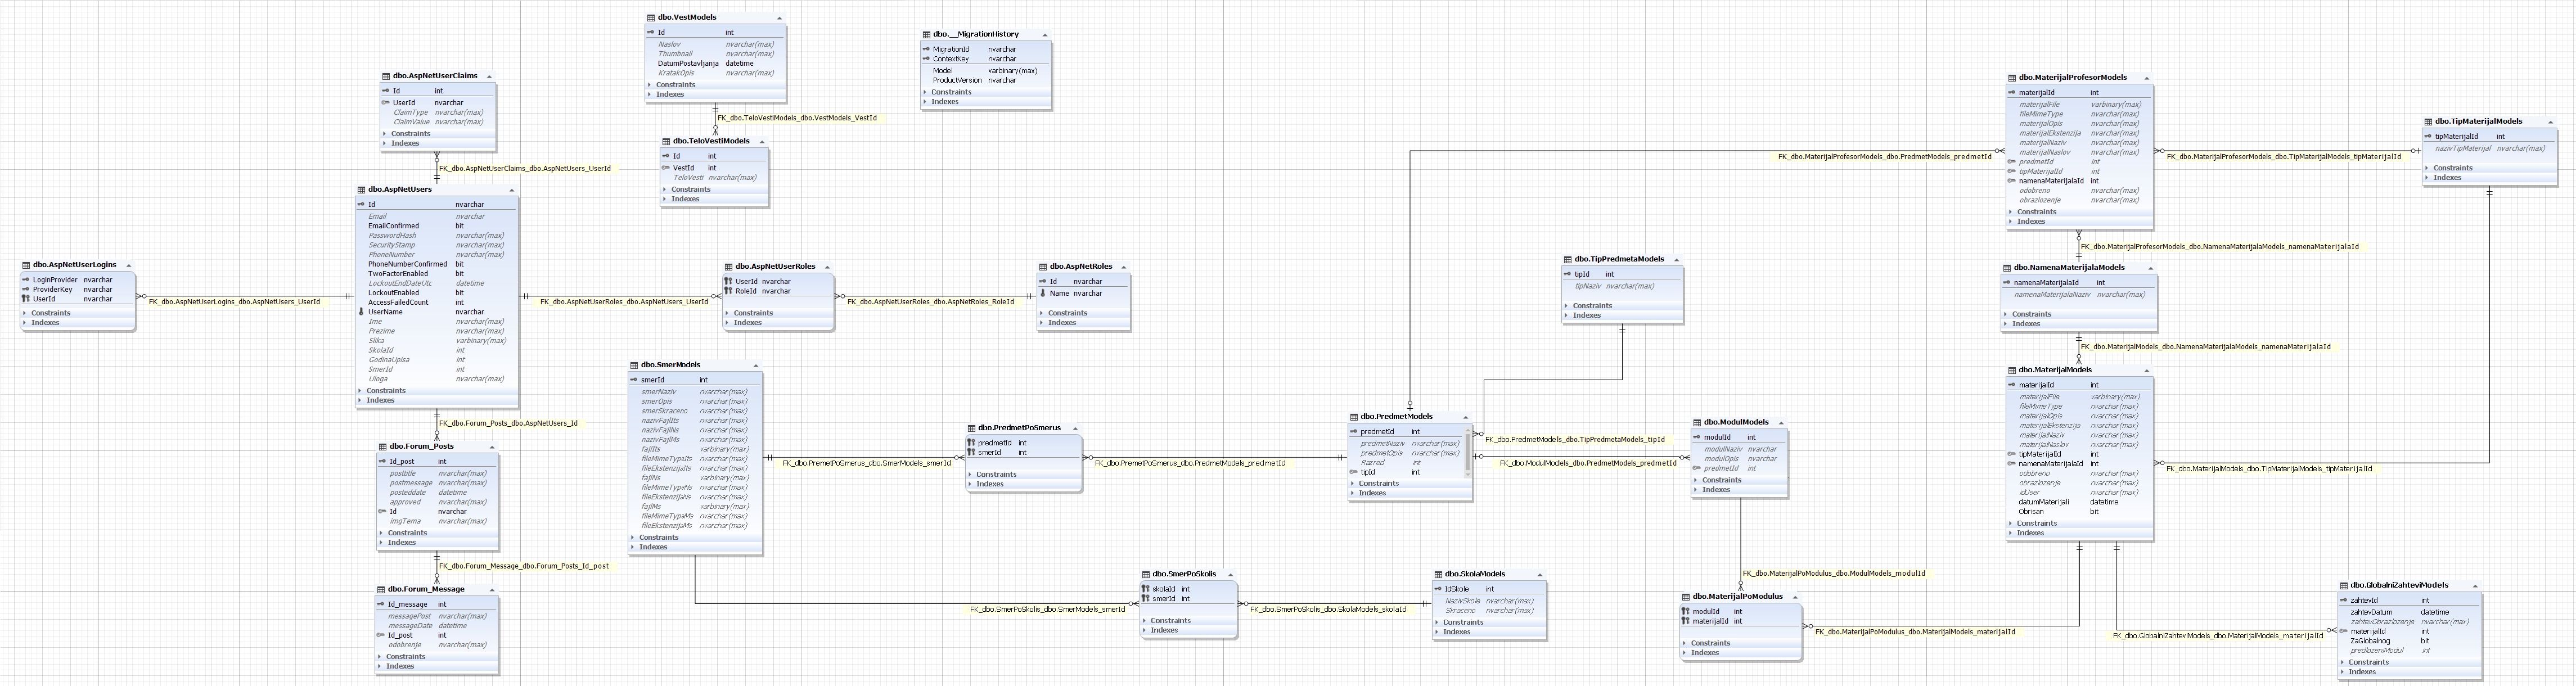 dbo.VestModels
Id int
Naslov nvarchar(max)
Thumbnail nvarchar(max)
DatumPostavljanja datetime
KratakOpis nvarchar(max)
Constraints
Indexes
FK_dbo.TeloVestiModels_dbo.VestModels_VestId
dbo.TeloVestiModels
Id int
VestId int
TeloVesti nvarchar(max)
Constraints
Indexes
dbo.__MigrationHistory
MigrationId nvarchar
ContextKey nvarchar
Model varbinary(max)
ProductVersion nvarchar
Constraints
Indexes
dbo.AspNetUserClaims
Id int
UserId nvarchar
ClaimType nvarchar(max)
ClaimValue nvarchar(max)
Constraints
Indexes
FK_dbo.AspNetUserClaims_dbo.AspNetUsers_UserId
dbo.AspNetUsers
Id nvarchar
Email nvarchar
EmailConfirmed bit
PasswordHash nvarchar(max)
SecurityStamp nvarchar(max)
PhoneNumber nvarchar(max)
PhoneNumberConfirmed bit
TwoFactorEnabled bit
LockoutEndDateUtc datetime
LockoutEnabled bit
AccessFailedCount int
UserName nvarchar
Ime nvarchar(max)
Prezime nvarchar(max)
Slika varbinary(max)
SkolaId int
GodinaUpisa int
SmerId int
Uloga nvarchar(max)
Constraints
Indexes
dbo.AspNetUserLogins
LoginProvider nvarchar
ProviderKey nvarchar
UserId nvarchar
Constraints
Indexes
FK_dbo.AspNetUserLogins_dbo.AspNetUsers_UserId
FK_dbo.AspNetUserRoles_dbo.AspNetUsers_UserId
dbo.AspNetUserRoles
UserId nvarchar
RoleId nvarchar
Constraints
Indexes
FK_dbo.AspNetUserRoles_dbo.AspNetRoles_RoleId
dbo.AspNetRoles
Id nvarchar
Name nvarchar
Constraints
Indexes
FK_dbo.Forum_Posts_dbo.AspNetUsers_Id
dbo.Forum_Posts
Id_post int
posttitle nvarchar(max)
postmessage nvarchar(max)
posteddate datetime
approved nvarchar(max)
Id nvarchar
imgTema nvarchar(max)
Constraints
Indexes
FK_dbo.Forum_Message_dbo.Forum_Posts_Id_post
dbo.Forum_Message
Id_message int
messagePost nvarchar(max)
messageDate datetime
Id_post int
odobrenje nvarchar(max)
Constraints
Indexes
dbo.SmerModels
smerId int
smerNaziv nvarchar(max)
smerOpis nvarchar(max)
smerSkraceno nvarchar(max)
nazivFajlIts nvarchar(max)
nazivFajlNs nvarchar(max)
nazivFajlMs nvarchar(max)
fajlIts varbinary(max)
fileMimeTypeIts nvarchar(max)
fileEkstenzijaIts nvarchar(max)
fajlNs varbinary(max)
fileMimeTypeNs nvarchar(max)
fileEkstenzijaNs nvarchar(max)
fajlMs varbinary(max)
fileMimeTypeMs nvarchar(max)
fileEkstenzijaMs nvarchar(max)
Constraints
Indexes
FK_dbo.PremetPoSmerus_dbo.SmerModels_smerId
dbo.PredmetPoSmerus
predmetId int
smerId int
Constraints
Indexes
FK_dbo.PremetPoSmerus_dbo.PredmetModels_predmetId
FK_dbo.SmerPoSkolis_dbo.SmerModels_smerId
dbo.SmerPoSkolis
skolaId int
smerId int
Constraints
Indexes
FK_dbo.SmerPoSkolis_dbo.SkolaModels_skolaId
dbo.SkolaModels
IdSkole int
NazivSkole nvarchar(max)
Skraceno nvarchar(max)
Constraints
Indexes
dbo.TipPredmetaModels
tipId int
tipNaziv nvarchar(max)
Constraints
Indexes
dbo.PredmetModels
predmetId int
predmetNaziv nvarchar(max)
predmetOpis nvarchar(max)
Razred int
tipId int
Constraints
Indexes
FK_dbo.PredmetModels_dbo.TipPredmetaModels_tipId
FK_dbo.ModulModels_dbo.PredmetModels_predmetId
dbo.ModulModels
modulId int
modulNaziv nvarchar
modulOpis nvarchar
predmetId int
Constraints
Indexes
FK_dbo.MaterijalPoModulus_dbo.ModulModels_modulId
dbo.MaterijalPoModulus
modulId int
materijalId int
Constraints
Indexes
FK_dbo.MaterijalPoModulus_dbo.MaterijalModels_materijalId
FK_dbo.MaterijalProfesorModels_dbo.PredmetModels_predmetId
dbo.MaterijalProfesorModels
materijalId int
materijalFile varbinary(max)
fileMimeType nvarchar(max)
materijalOpis nvarchar(max)
materijalEkstenzija nvarchar(max)
materijalNaziv nvarchar(max)
materijalNaslov nvarchar(max)
predmetId int
tipMaterijalId int
namenaMaterijalaId int
odobreno nvarchar(max)
obrazlozenje nvarchar(max)
Constraints
Indexes
FK_dbo.MaterijalProfesorModels_dbo.TipMaterijalModels_tipMaterijalId
dbo.TipMaterijalModels
tipMaterijalId int
nazivTipMaterijal nvarchar(max)
Constraints
Indexes
FK_dbo.MaterijalProfesorModels_dbo.NamenaMaterijalaModels_namenaMaterijalaId
dbo.NamenaMaterijalaModels
namenaMaterijalaId int
namenaMaterijalaNaziv nvarchar(max)
Constraints
Indexes
FK_dbo.MaterijalModels_dbo.NamenaMaterijalaModels_namenaMaterijalaId
dbo.MaterijalModels
materijalId int
materijalFile varbinary(max)
fileMimeType nvarchar(max)
materijalOpis nvarchar(max)
materijalEkstenzija nvarchar(max)
materijalNaziv nvarchar(max)
materijalNaslov nvarchar(max)
tipMaterijalId int
namenaMaterijalaId int
odobreno nvarchar(max)
obrazlozenje nvarchar(max)
idUser nvarchar(max)
datumMaterijali datetime
Obrisan bit
Constraints
Indexes
FK_dbo.MaterijalModels_dbo.TipMaterijalModels_tipMaterijalId
FK_dbo.GlobalniZahteviModels_dbo.MaterijalModels_materijalId
dbo.GlobalniZahteviModels
zahtevId int
zahtevDatum datetime
zahtevObrazlozenje nvarchar(max)
materijalId int
ZaGlobalnog bit
predlozeniModul int
Constraints
Indexes